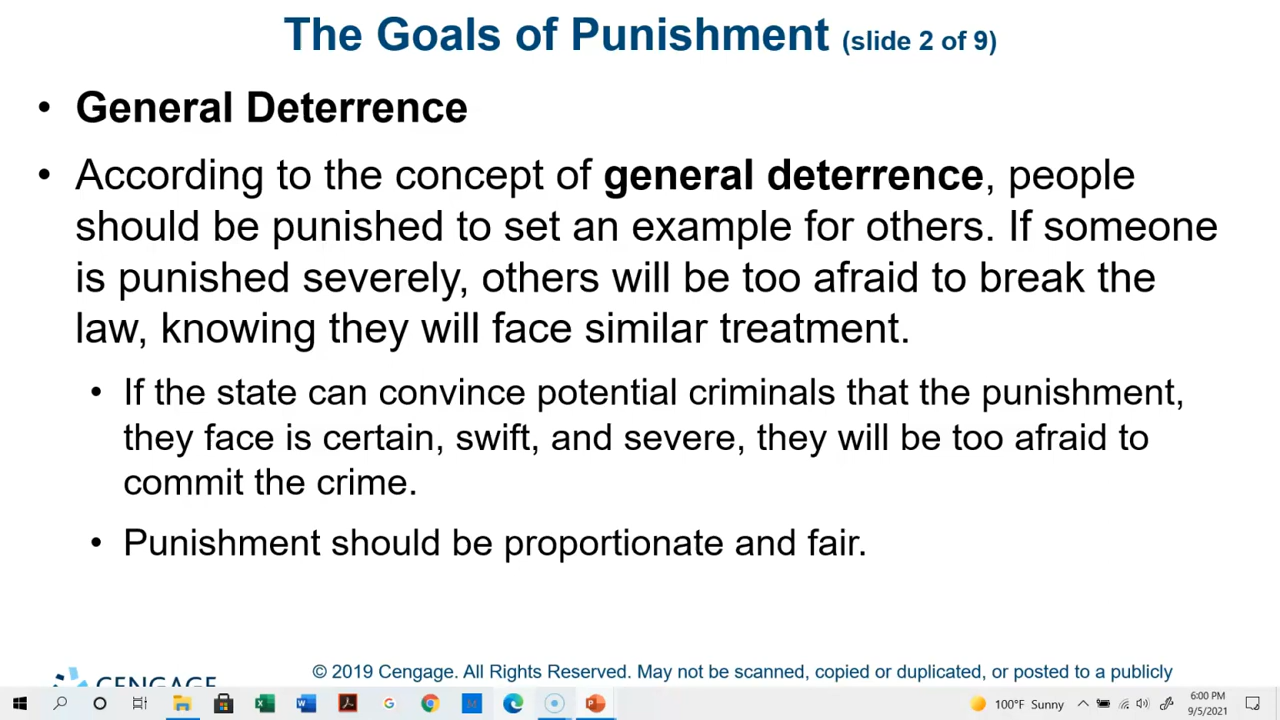 The Goals of Punishment (slide 2 of 9)
• General Deterrence
• According to the concept of general deterrence, people
should be punished to set an example for others. If someone
is punished severely, others will be too afraid to break the
law, knowing they will face similar treatment.
• If the state can convince potential criminals that the punishment,
they face is certain, swift, and severe, they will be too afraid to
commit the crime.
• Punishment should be proportionate and fair.
CENGAGE
© 2019 Cengage. All Rights Reserved. May not be scanned, copied or duplicated, or posted to a publicly
100°F Sunny
6:00 PM
9/5/2021